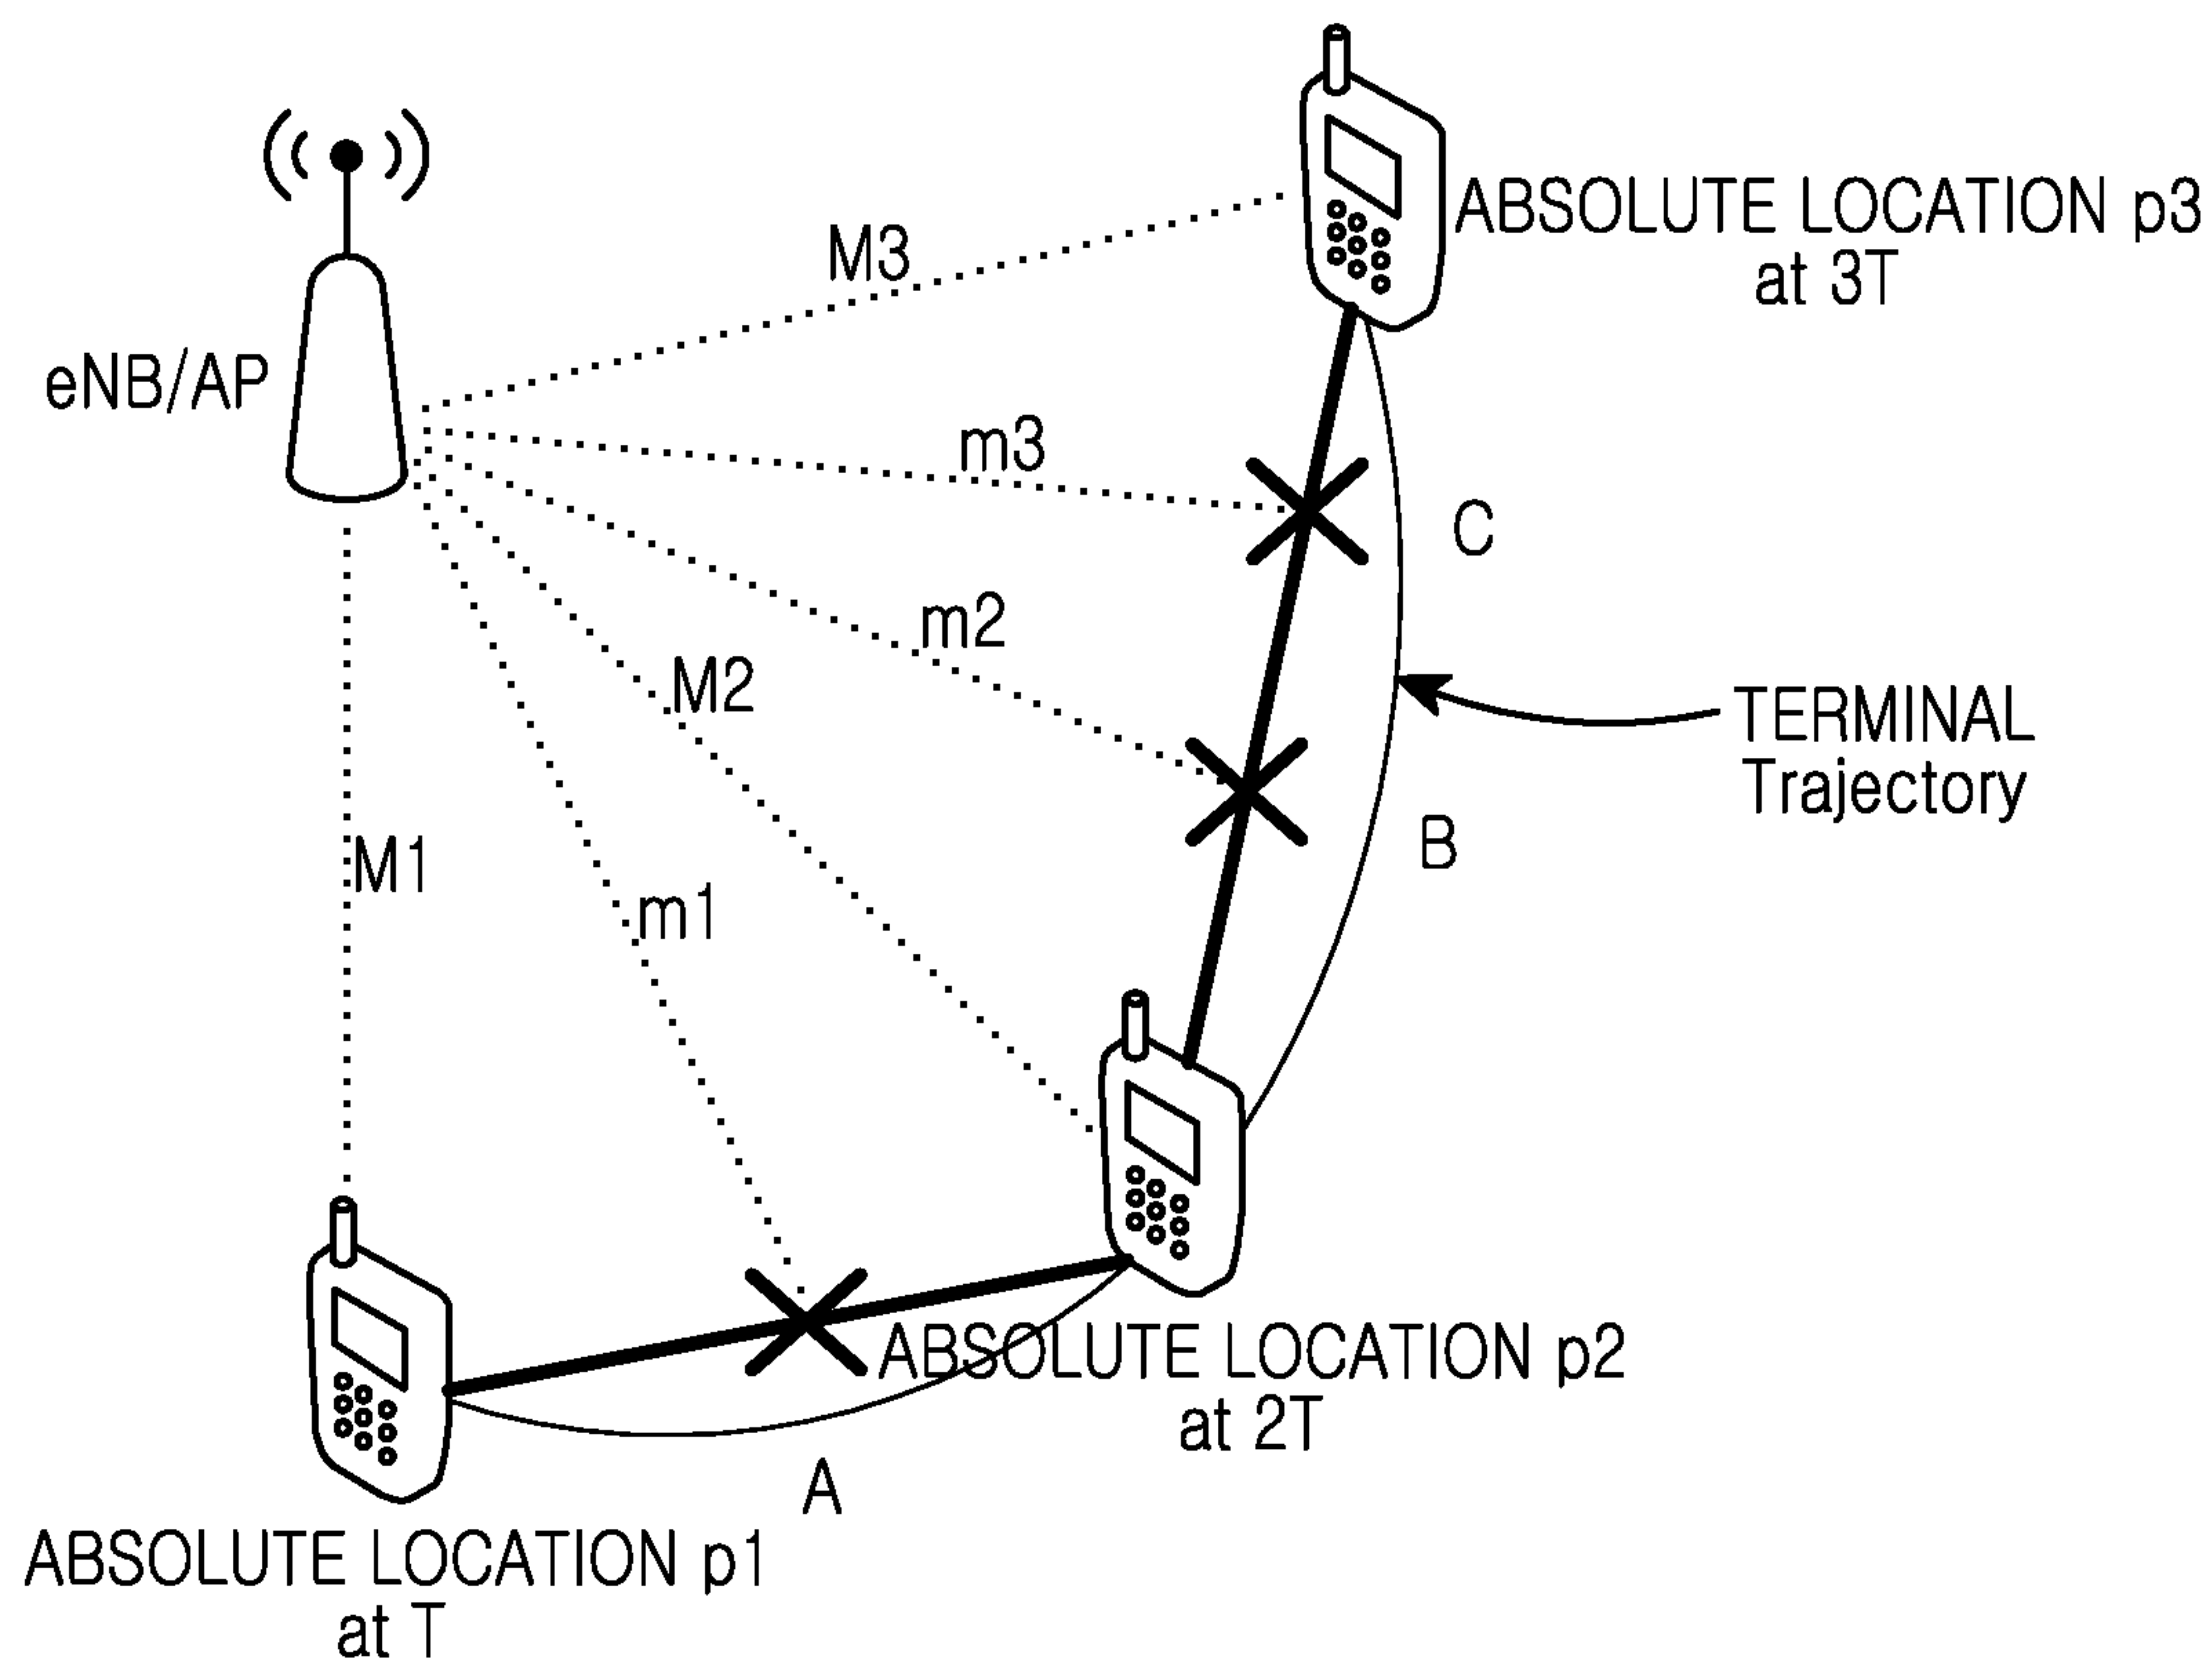 ABSOLUTE LOCATION p3
at 3T
M3
eNB/AP
m3
C
m2
M2
TERMINAL
Trajectory
B
M1
m1
ABSOLUTE LOCATION p2
at 2T
A
ABSOLUTE LOCATION p1
at T